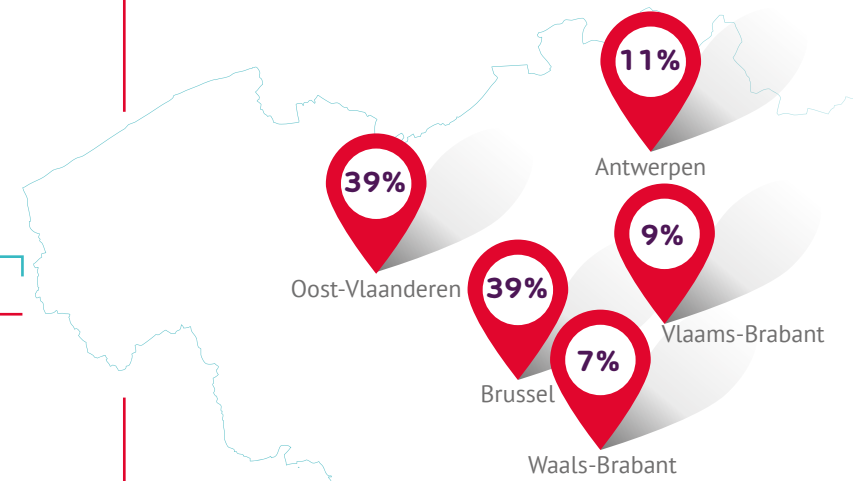 11%
Antwerpen
39%
Oost-Vlaanderen
9%
Vlaams-Brabant
39%
Brussel
7%
Waals-Brabant